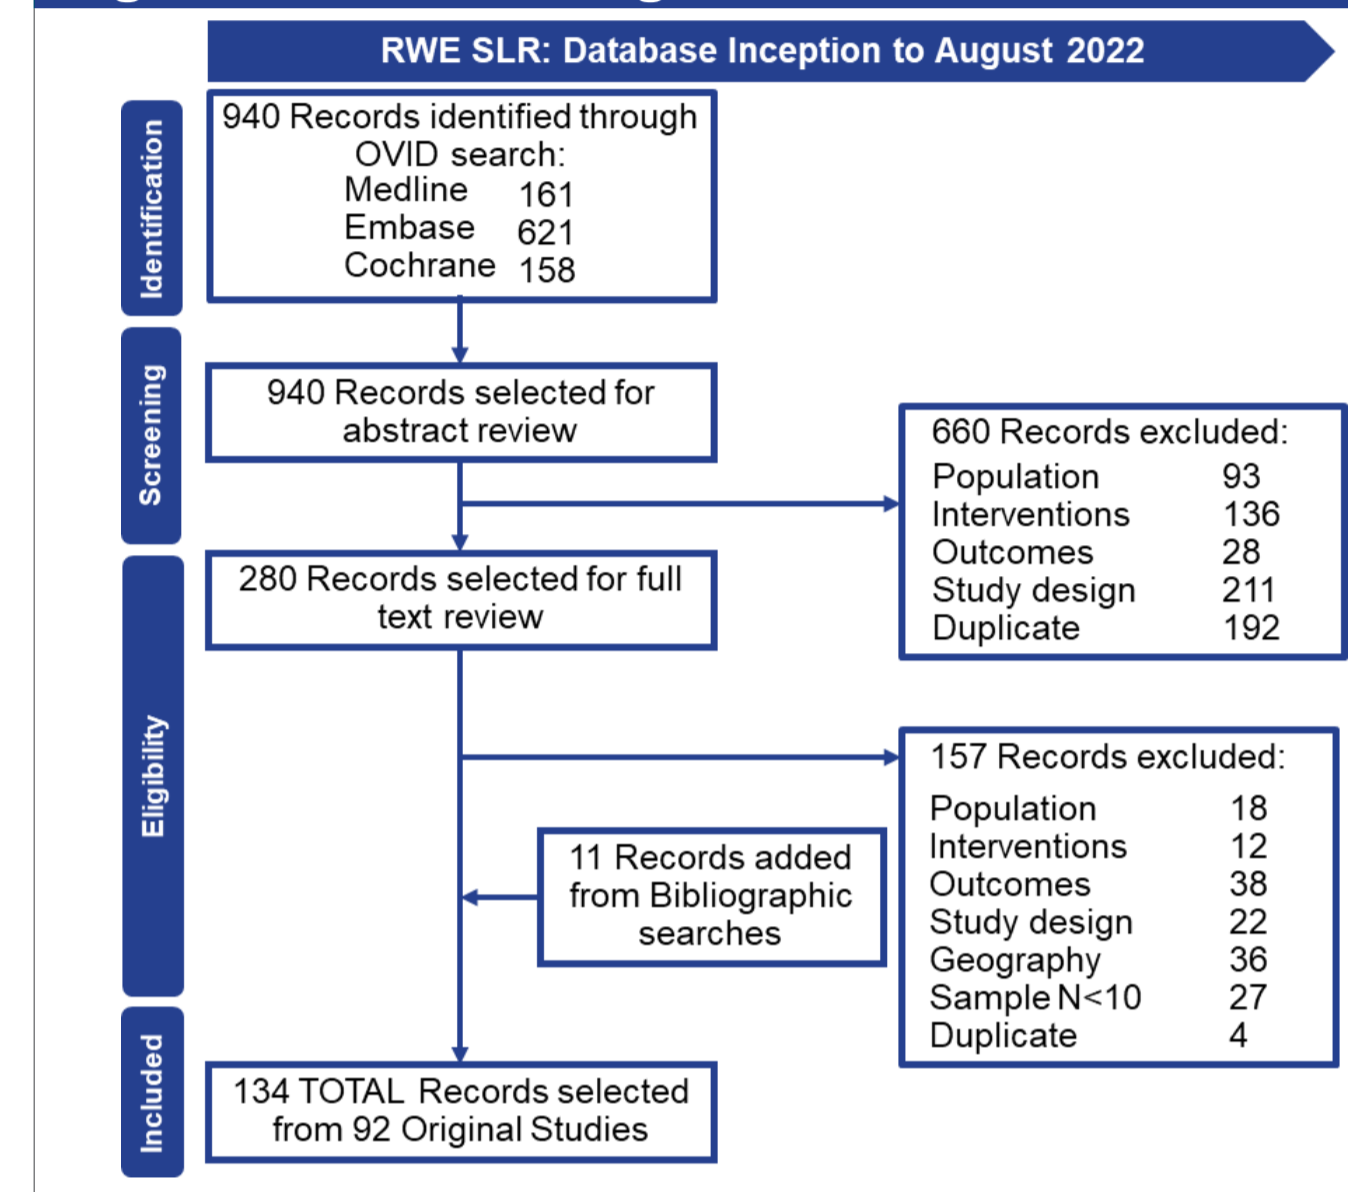 RWE SLR: Database Inception to August 2022
Identification
940 Records identified through
OVID search:
Medline 161
Embase 621
Cochrane 158
Screening
940 Records selected for
abstract review
660 Records excluded:
Population 93
Interventions 136
Outcomes 28
Study design 211
Duplicate 192
Eligibility
280 Records selected for full
text review
157 Records excluded:
Population 18
Interventions 12
Outcomes 38
Study design 22
Geography 36
Sample N<10 27
Duplicate 4
11 Records added
from Bibliographic
searches
Included
134 TOTAL Records selected
from 92 Original Studies